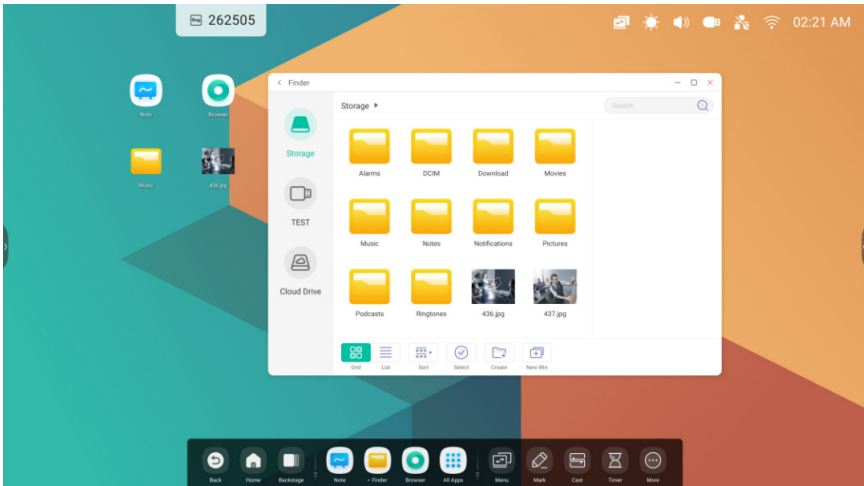 262505
02:21 AM
Note
Browser
Music
436.jpg
Finder
Storage
Search
Storage
TEST
Cloud Drive
Alarms
DCIM
Download
Movies
Music
Notes
Notifications
Pictures
Podcasts
Ringtones
436.jpg
437.jpg
Grid
List
Sort
Select
Create
New Win
Back
Home
Backstage
Note
• Finder
Browser
All Apps
Menu
Mark
Cast
Timer
More